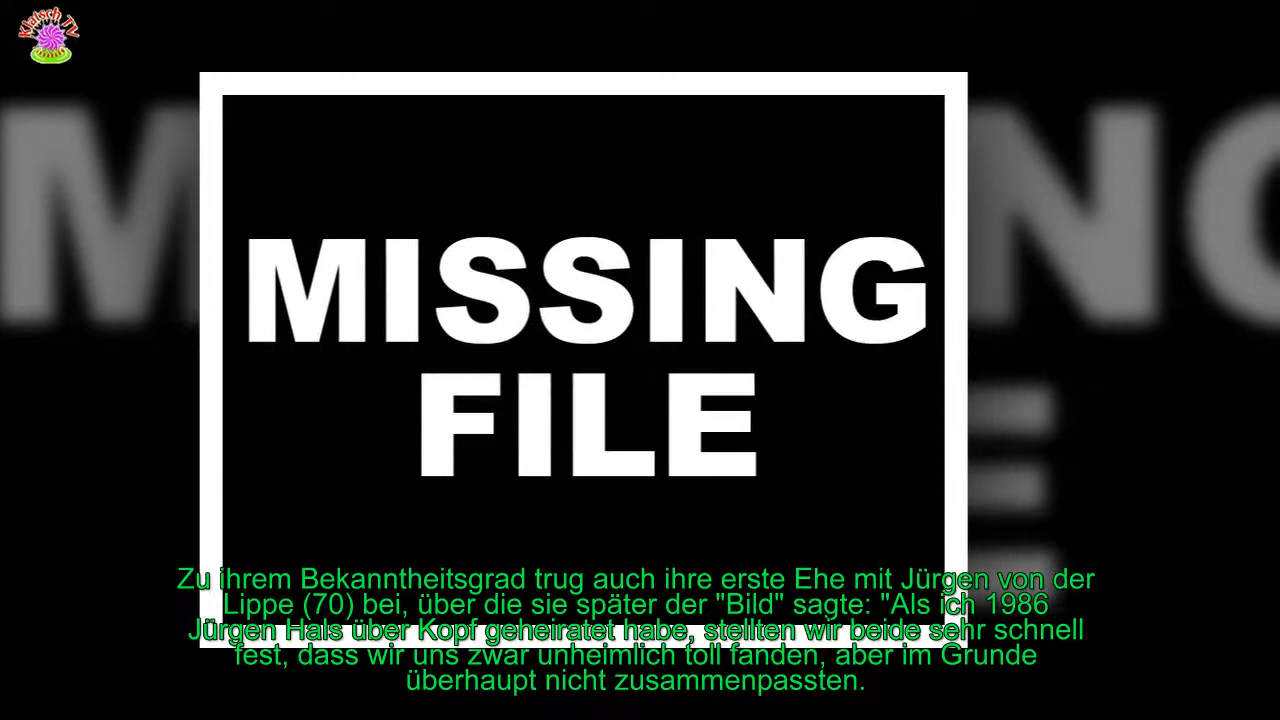 Klatsch TV
MISSING
FILE
Zu ihrem Bekanntheitsgrad trug auch ihre erste Ehe mit Jürgen von der
Lippe (70) bei, über die sie später der "Bild" sagte: "Als ich 1986
Jürgen Hals über Kopf geheiratet habe, stellten wir beide sehr schnell
fest, dass wir uns zwar unheimlich toll fanden, aber im Grunde
überhaupt nicht zusammenpassten.